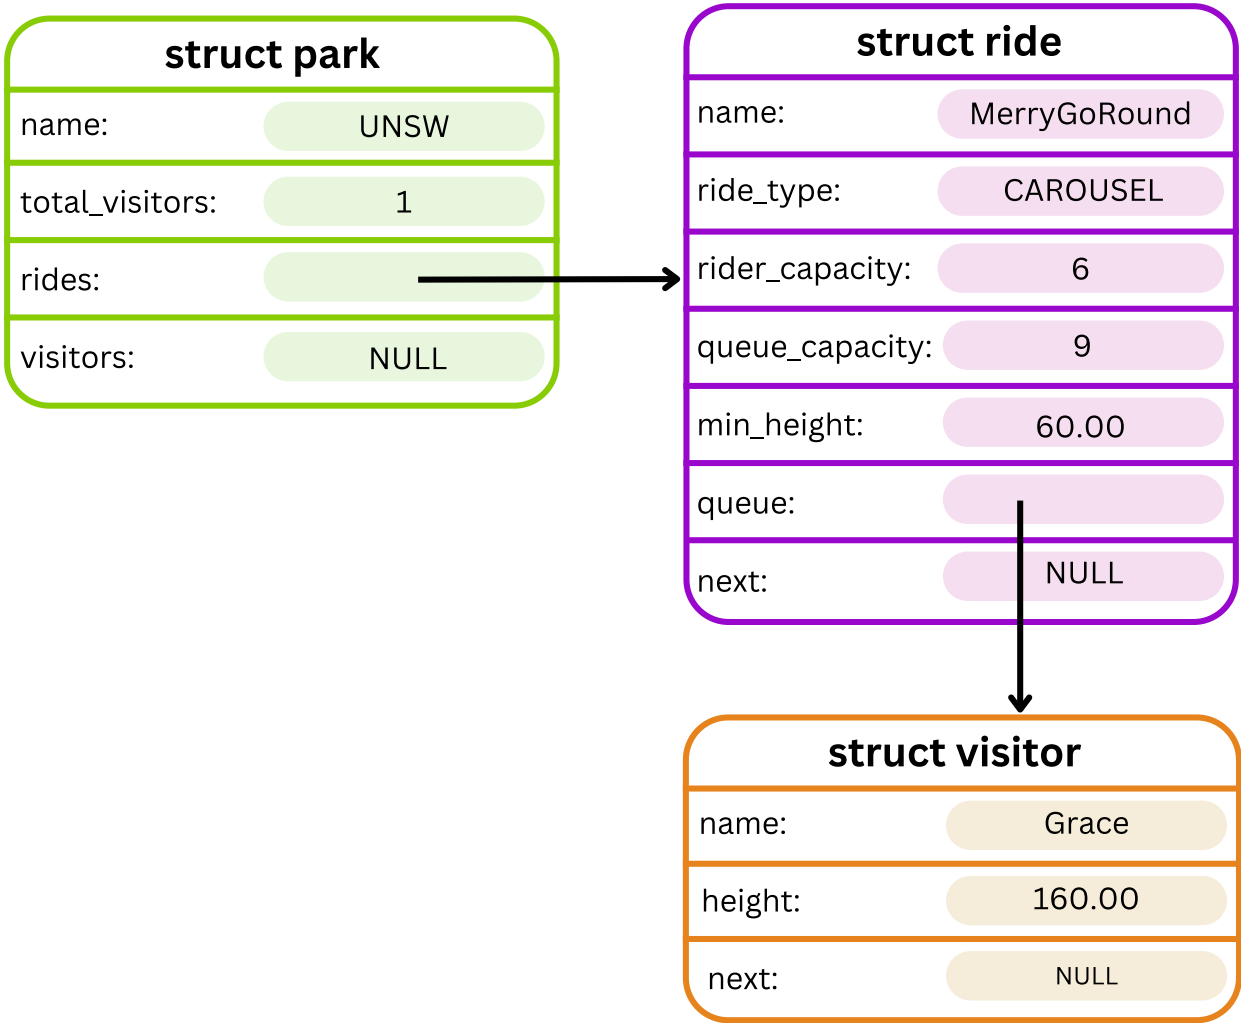 struct park
name: UNSW
total_visitors: 1
rides:
visitors: NULL
struct ride
name: MerryGoRound
ride_type: CAROUSEL
rider_capacity: 6
queue_capacity: 9
min_height: 60.00
queue:
next: NULL
struct visitor
name: Grace
height: 160.00
next: NULL